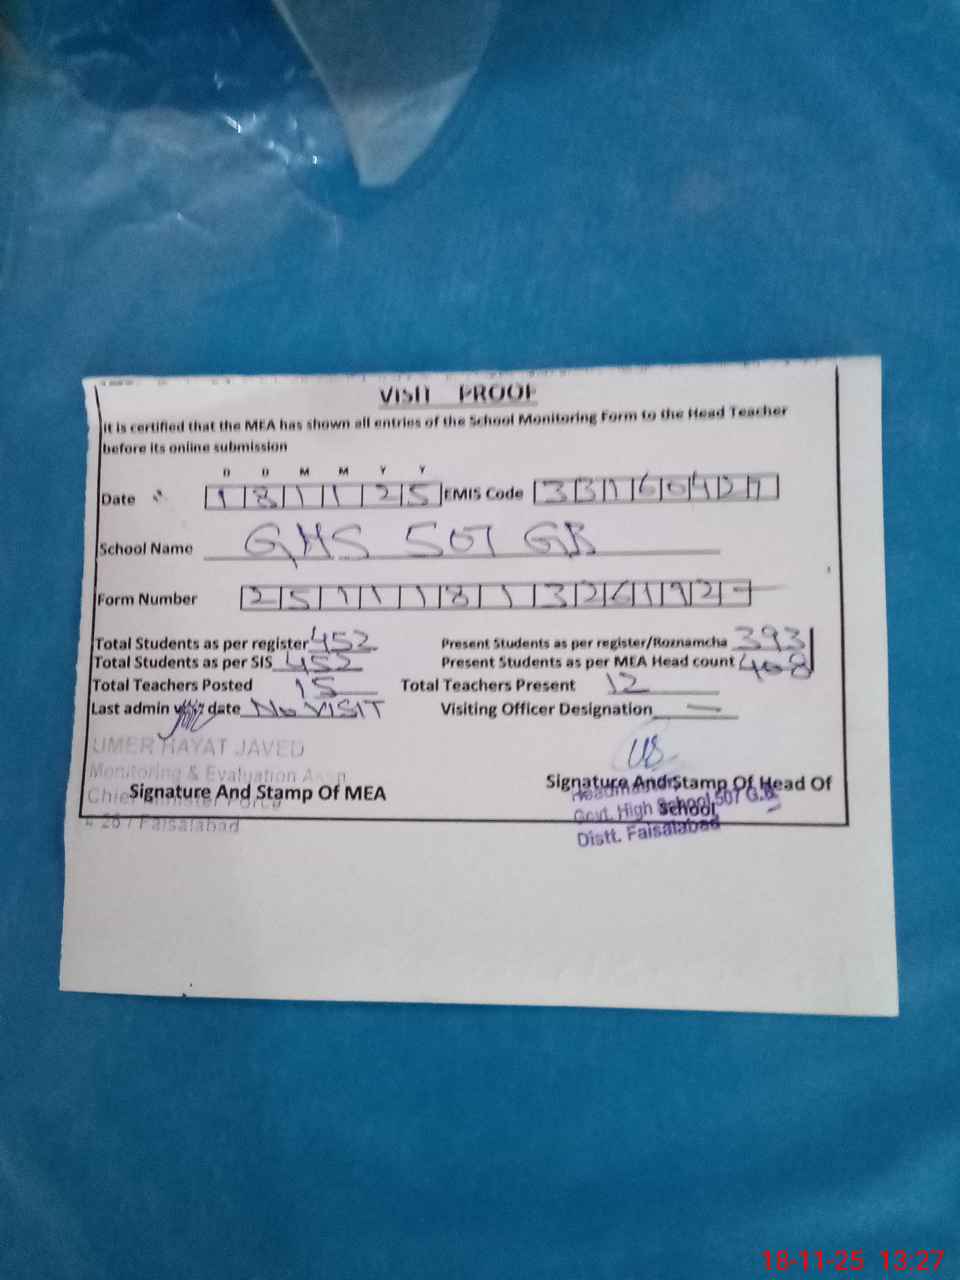 VISIT PROOF
It is certified that the MEA has shown all entries of the School Monitoring Form to the Head Teacher
before its online submission
D D M M Y Y
Date 1 8 1 1 2 5 EMIS Code 3 3 1 6 0 4 2 7
School Name GHS 507 GB
Form Number 2 5 1 1 1 8 1 3 2 6 1 9 2 -
Total Students as per register 452 Present Students as per register/Roznamcha 393
Total Students as per SIS 452 Present Students as per MEA Head count 408
Total Teachers Posted 15 Total Teachers Present 12
Last admin visit date No VISIT Visiting Officer Designation —
UMER HAYAT JAVED
Monitoring & Evaluation
Signature And Stamp Of MEA Signature And Stamp Of Head Of
School
Chief Minister
Faisalabad
Govt. High School 507 G.B.
Distt. Faisalabad
18-11-25 13:27